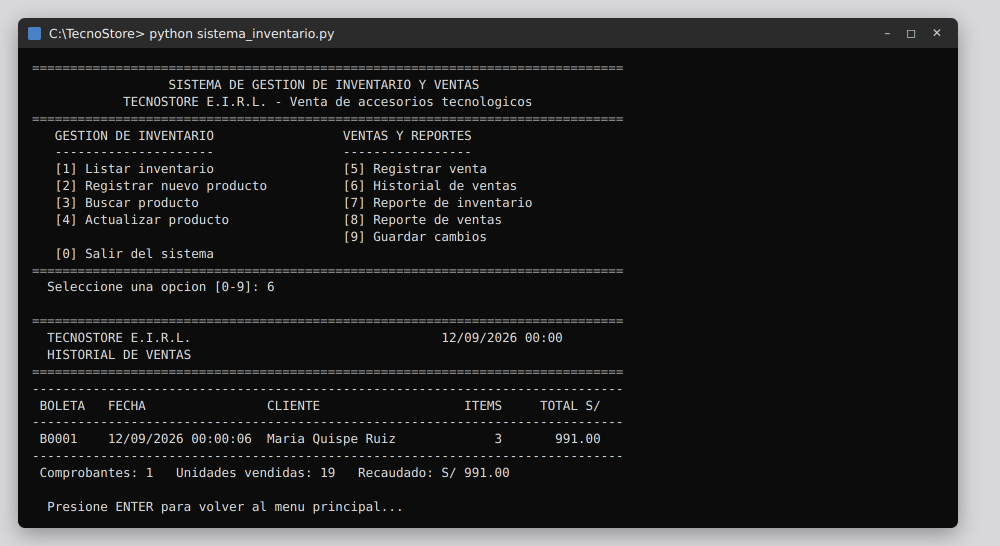 C:\TecnoStore> python sistema_inventario.py
==============================================================================
                  SISTEMA DE GESTION DE INVENTARIO Y VENTAS
            TECNOSTORE E.I.R.L. - Venta de accesorios tecnologicos
==============================================================================
   GESTION DE INVENTARIO                 VENTAS Y REPORTES
   ---------------------                 -----------------
   [1] Listar inventario                 [5] Registrar venta
   [2] Registrar nuevo producto          [6] Historial de ventas
   [3] Buscar producto                   [7] Reporte de inventario
   [4] Actualizar producto               [8] Reporte de ventas
                                         [9] Guardar cambios
   [0] Salir del sistema
==============================================================================
  Seleccione una opcion [0-9]: 6

==============================================================================
  TECNOSTORE E.I.R.L.                                 12/09/2026 00:00
  HISTORIAL DE VENTAS
==============================================================================
------------------------------------------------------------------------------
 BOLETA   FECHA                CLIENTE                   ITEMS     TOTAL S/
------------------------------------------------------------------------------
 B0001    12/09/2026 00:00:06  Maria Quispe Ruiz             3       991.00
------------------------------------------------------------------------------
 Comprobantes: 1   Unidades vendidas: 19   Recaudado: S/ 991.00

  Presione ENTER para volver al menu principal...